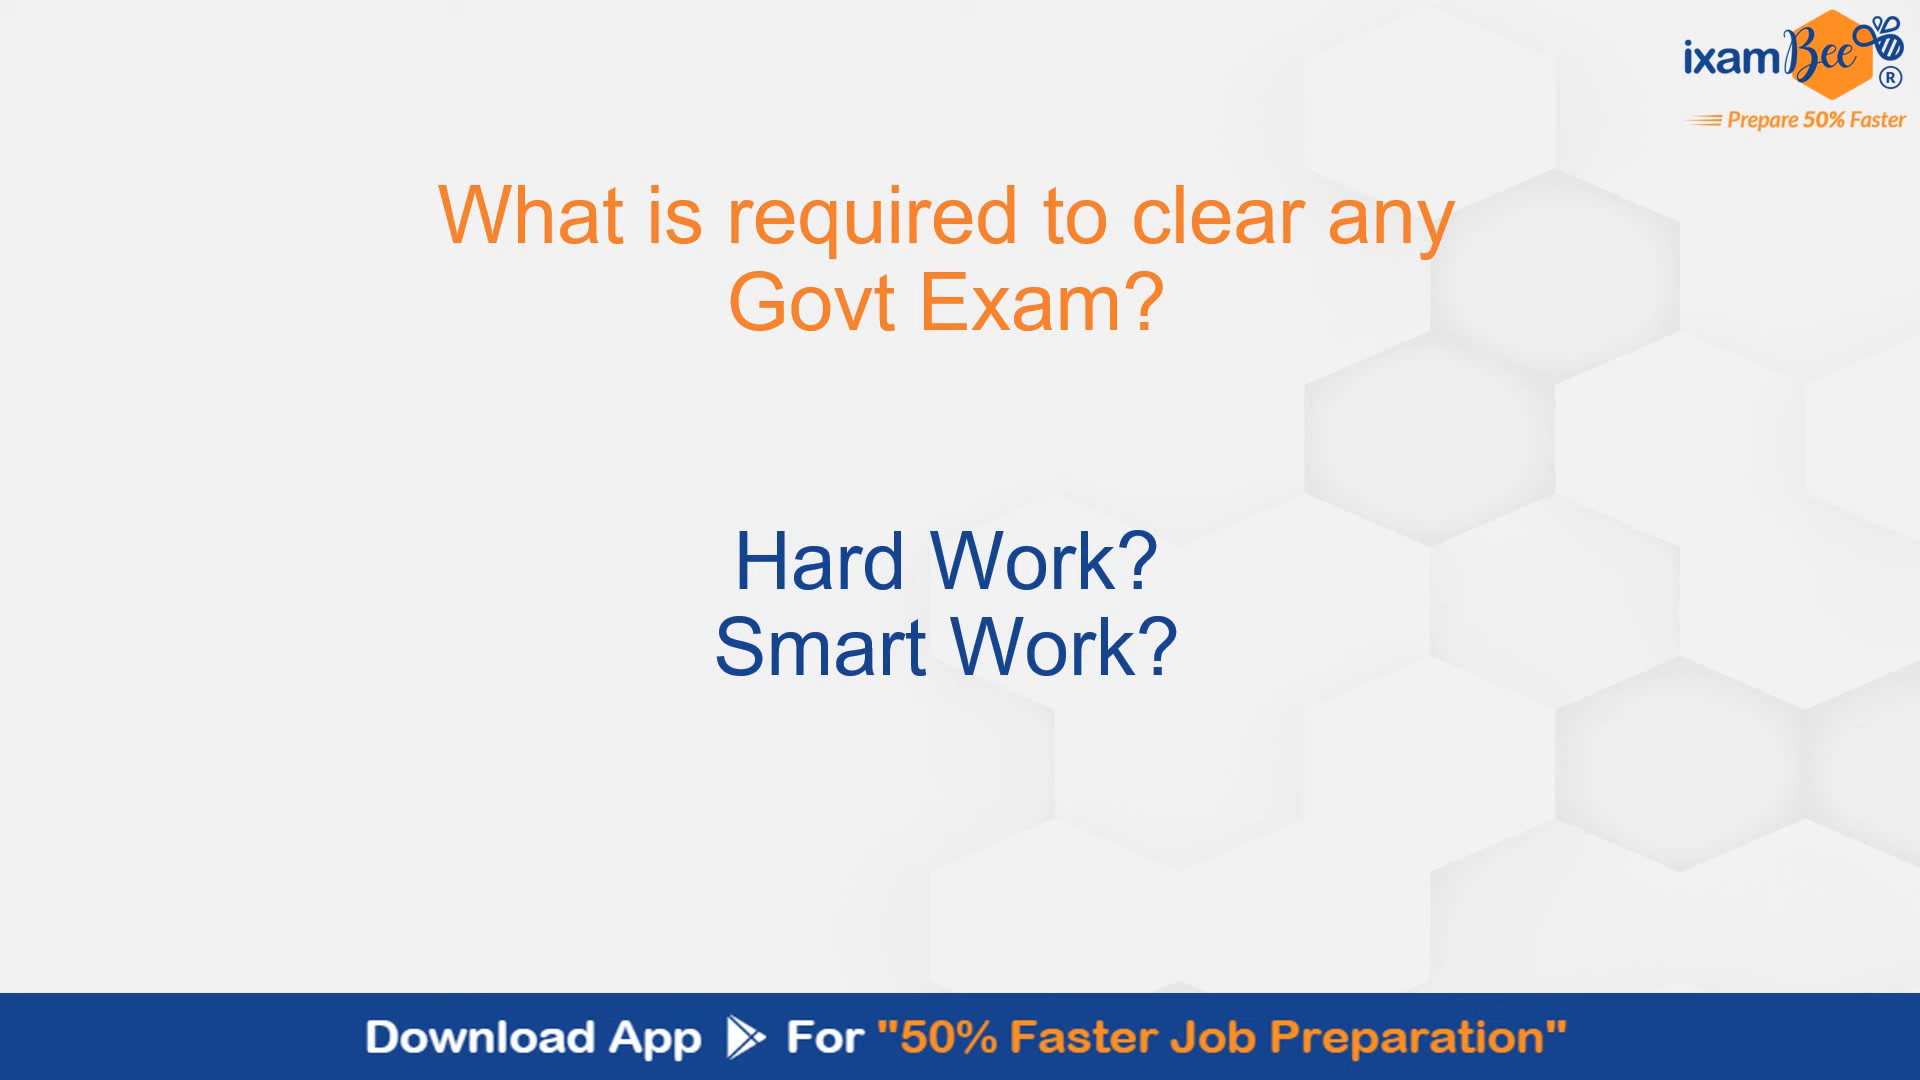 ixamBee®
Prepare 50% Faster
What is required to clear any
Govt Exam?
Hard Work?
Smart Work?
Download App For "50% Faster Job Preparation"